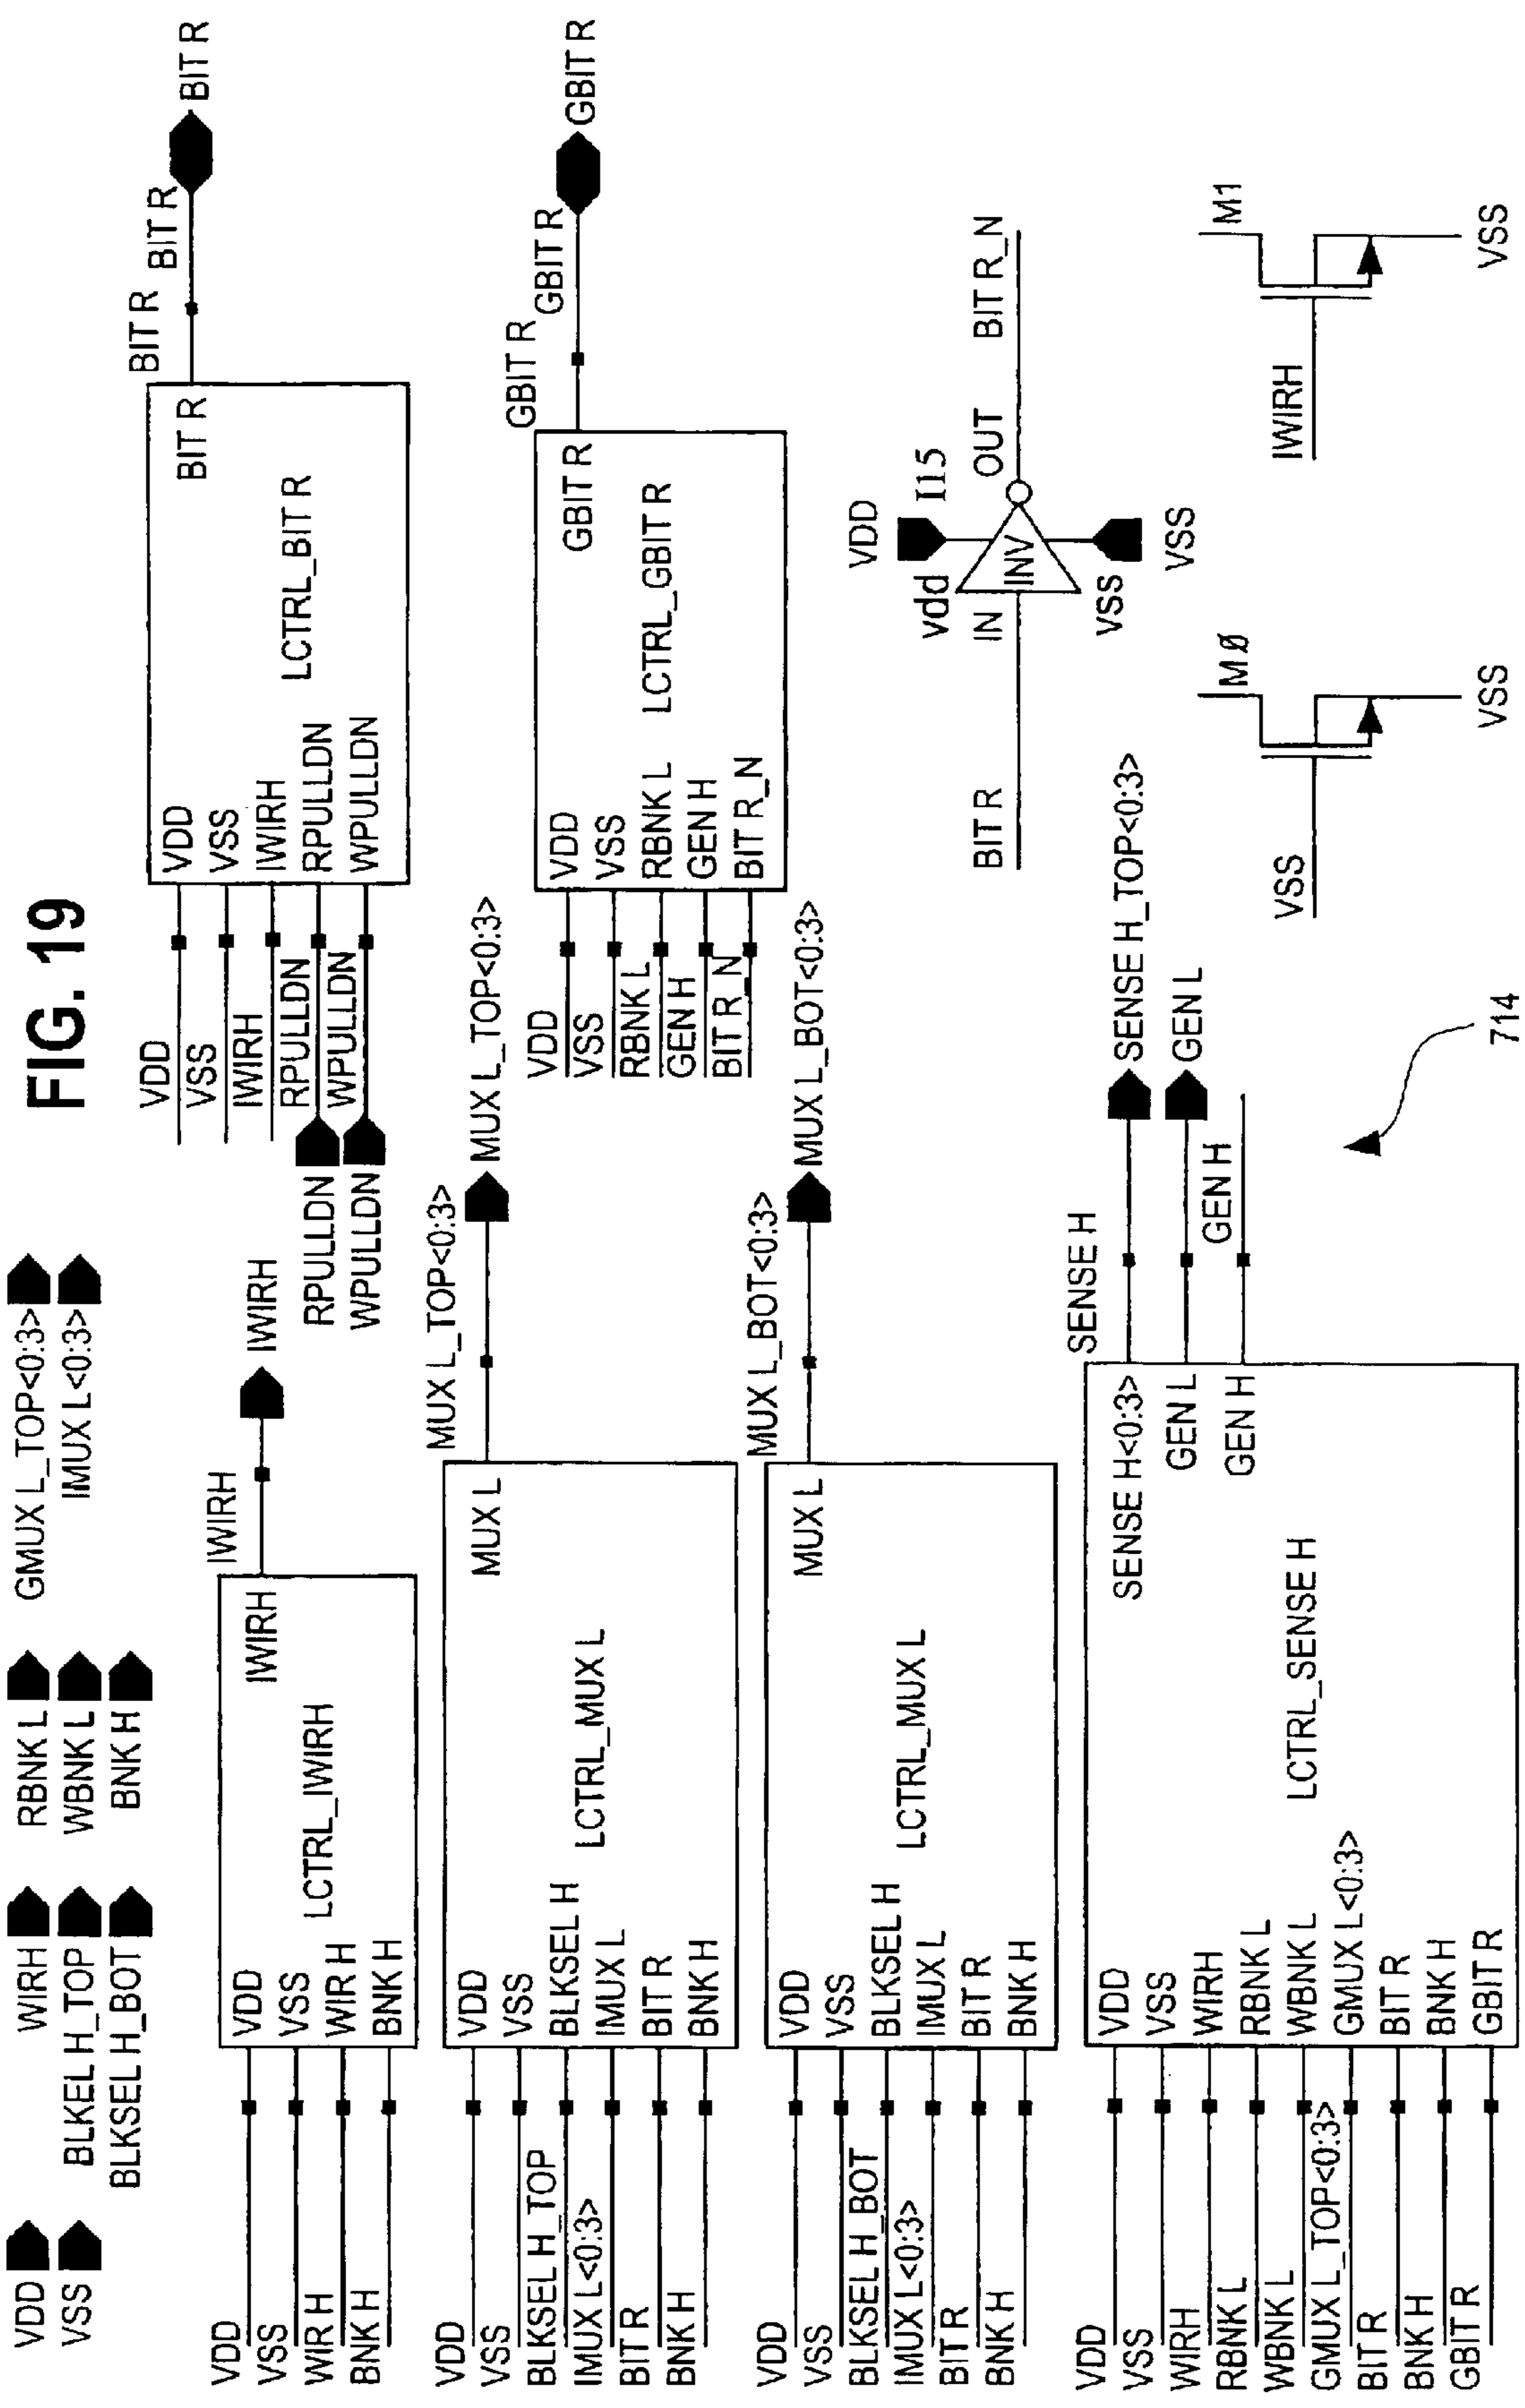 FIG. 19
VDD
VSS
WIRH
BLKEL H_TOP
BLKSEL H_BOT
RBNK L
WBNK L
BNK H
GMUX L_TOP<0:3>
IMUX L<0:3>
VDD
VSS
WIR H
BNK H
VDD
VSS
WIR H
BNK H
LCTRL_IWIRH
IWIRH
IWIRH
IWIRH
VDD
VSS
IWIRH
RPULLDN
WPULLDN
RPULLDN
WPULLDN
VDD
VSS
IWIRH
RPULLDN
WPULLDN
LCTRL_BIT R
BIT R
BIT R
BIT R
BIT R
VDD
VSS
BLKSEL H_TOP
IMUX L<0:3>
BIT R
BNK H
VDD
VSS
BLKSEL H
IMUX L
BIT R
BNK H
LCTRL_MUX L
MUX L
MUX L_TOP<0:3>
MUX L_TOP<0:3>
VDD
VSS
RBNK L
GEN H
BIT R_N
VDD
VSS
RBNK L
GEN H
BIT R_N
LCTRL_GBIT R
GBIT R
GBIT R
GBIT R
GBIT R
VDD
VSS
BLKSEL H_BOT
IMUX L<0:3>
BIT R
BNK H
VDD
VSS
BLKSEL H
IMUX L
BIT R
BNK H
LCTRL_MUX L
MUX L
MUX L_BOT<0:3>
MUX L_BOT<0:3>
BIT R
IN
vdd
VDD
I15
INV
OUT
BIT R_N
vss
VSS
VDD
VSS
WIRH
RBNK L
WBNK L
GMUX L_TOP<0:3>
BIT R
BNK H
GBIT R
VDD
VSS
WIRH
RBNK L
WBNK L
GMUX L<0:3>
BIT R
BNK H
GBIT R
LCTRL_SENSE H
SENSE H<0:3>
GEN L
GEN H
SENSE H
SENSE H_TOP<0:3>
GEN L
GEN H
714
VSS
MØ
VSS
IWIRH
M1
VSS